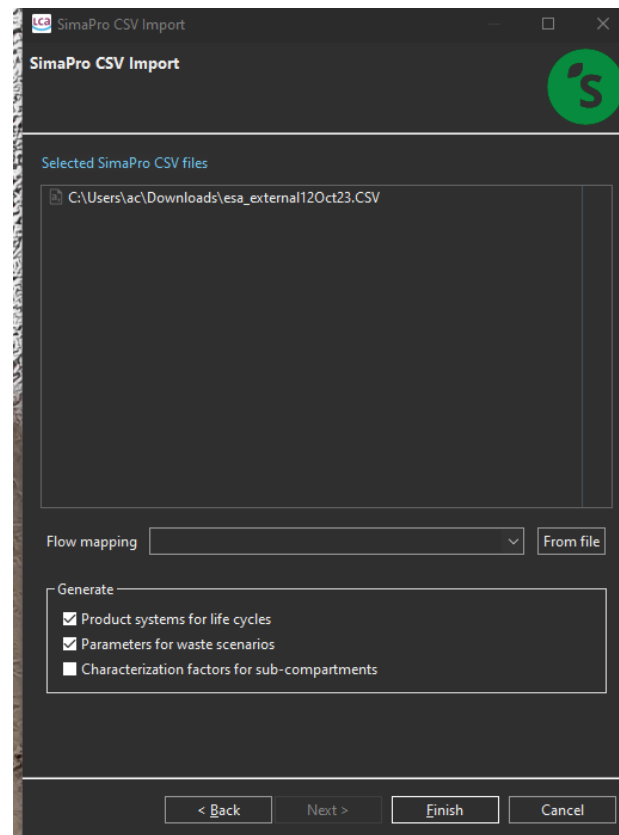 lca SimaPro CSV Import
SimaPro CSV Import
S
Selected SimaPro CSV files
C:\Users\ac\Downloads\esa_external12Oct23.CSV
Flow mapping From file
Generate
Product systems for life cycles
Parameters for waste scenarios
Characterization factors for sub-compartments
< Back Next > Finish Cancel